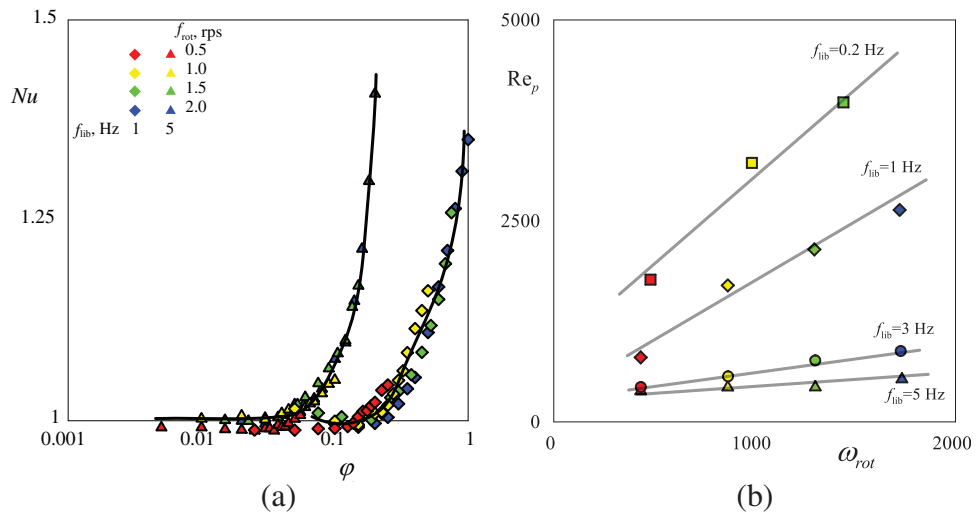 1.5
f_rot, rps
0.5
1.0
1.5
2.0
f_lib, Hz 1 5
Nu
1.25
1
0.001 0.01 0.1 1
φ
(a)
5000
Re_p
f_lib=0.2 Hz
f_lib=1 Hz
2500
f_lib=3 Hz
f_lib=5 Hz
0
0 1000 2000
ω_rot
(b)